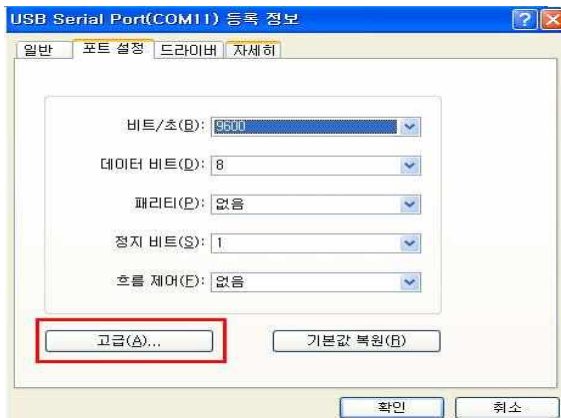 USB Serial Port(COM11) 등록 정보
일반 포트 설정 드라이버 자세히
비트/초(B): 9600
데이터 비트(D): 8
패리티(P): 없음
정지 비트(S): 1
흐름 제어(F): 없음
고급(A)... 기본값 복원(R)
확인 취소